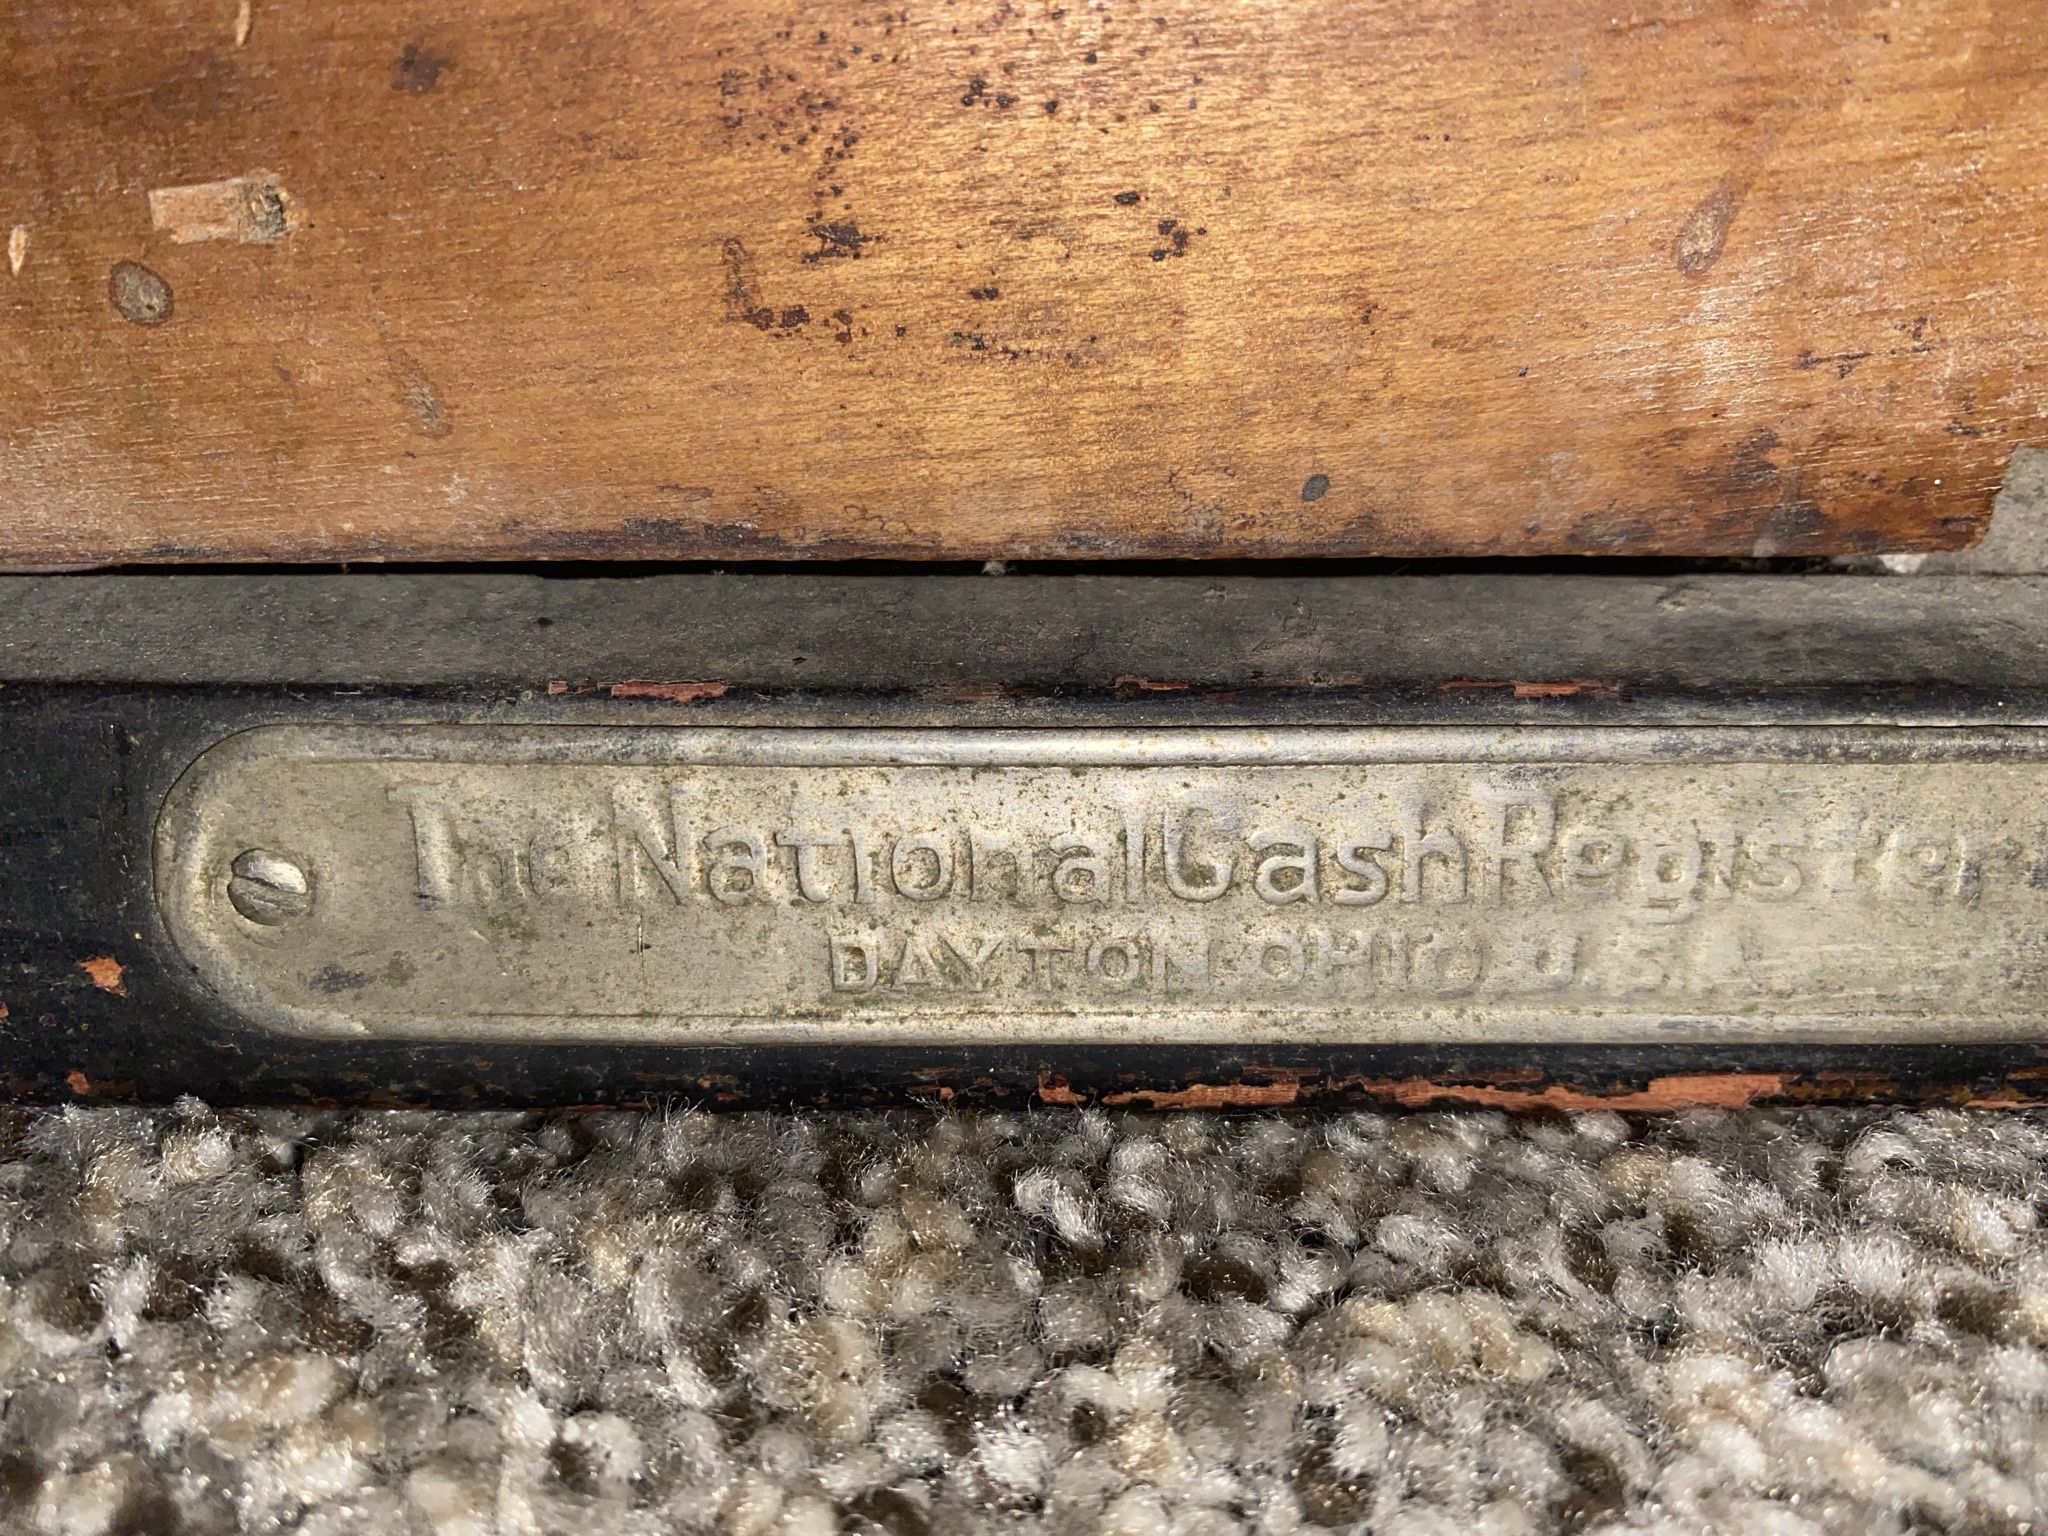 The National Cash Register
DAYTON, OHIO, U.S.A.